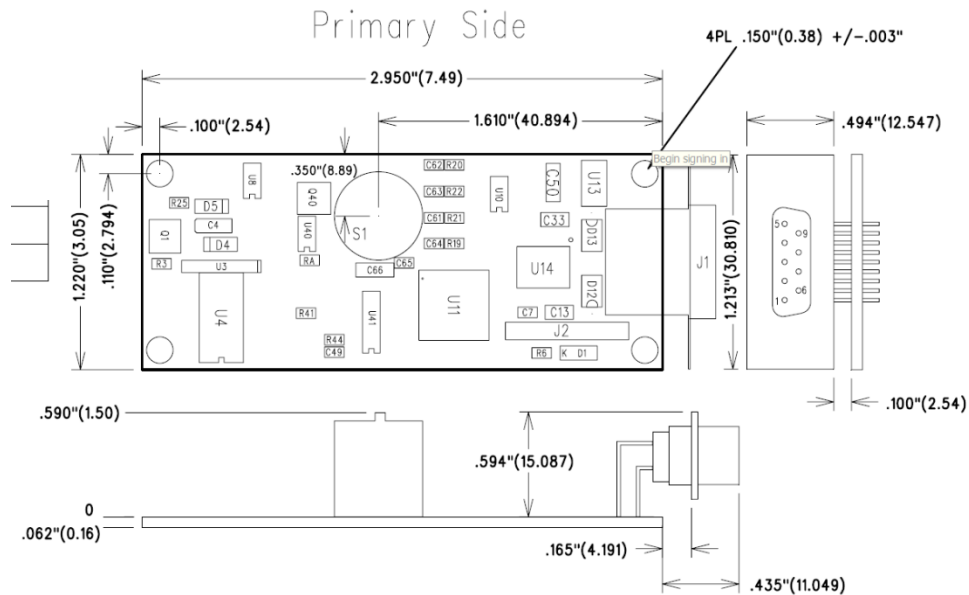 Primary Side
4PL .150"(0.38) +/-.003"
2.950"(7.49)
1.610"(40.894)
.100"(2.54)
.494"(12.547)
Begin signing in
.350"(8.89)
1.220"(3.05)
.110"(2.794)
R25
D5
C4
D4
Q1
R3
U3
U4
U8
Q40
U40
RA
S1
C66
C65
R41
R44
C49
U41
U11
C62 R20
C63 R22
C61 R21
C64 R19
U10
C50
U13
C33
D13
U14
D12
C7
C13
J2
R6
K D1
J1
1.213"(30.810)
5
9
1
6
.100"(2.54)
.590"(1.50)
.594"(15.087)
0
.062"(0.16)
.165"(4.191)
.435"(11.049)